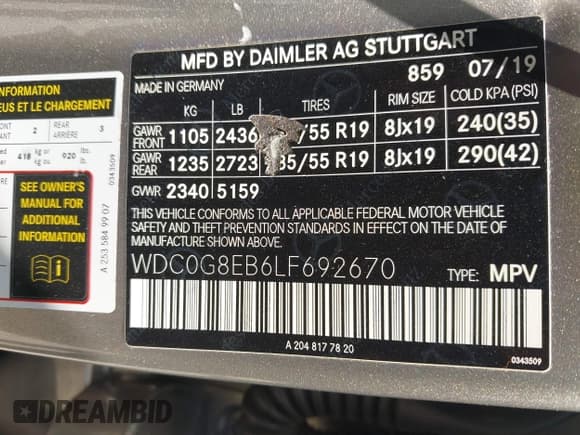 MFD BY DAIMLER AG STUTTGART
MADE IN GERMANY 859 07/19
KG LB TIRES RIM SIZE COLD KPA (PSI)
GAWR FRONT 1105 2436 /55 R19 8Jx19 240(35)
GAWR REAR 1235 2723 /55 R19 8Jx19 290(42)
GVWR 2340 5159
THIS VEHICLE CONFORMS TO ALL APPLICABLE FEDERAL MOTOR VEHICLE
SAFETY AND THEFT PREVENTION STANDARDS IN EFFECT ON THE DATE OF
MANUFACTURE AS INDICATED ABOVE.
WDC0G8EB6LF692670 TYPE: MPV
A 204 817 78 20
0343509
INFORMATION
EUS ET LE CHARGEMENT
2 REAR ARRIÈRE 3
418 kg or kg ou 920 lbs. lb.
SEE OWNER'S
MANUAL FOR
ADDITIONAL
INFORMATION
A 253 584 99 07
0343509
DREAMBID